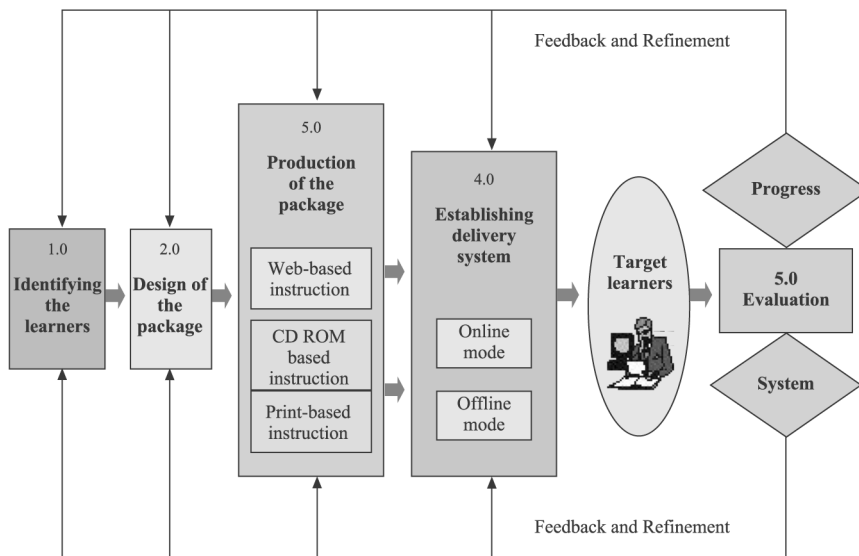 Feedback and Refinement
1.0
Identifying
the
learners
2.0
Design of
the
package
5.0
Production
of the
package
Web-based
instruction
CD ROM
based
instruction
Print-based
instruction
4.0
Establishing
delivery
system
Online
mode
Offline
mode
Target
learners
Progress
5.0
Evaluation
System
Feedback and Refinement